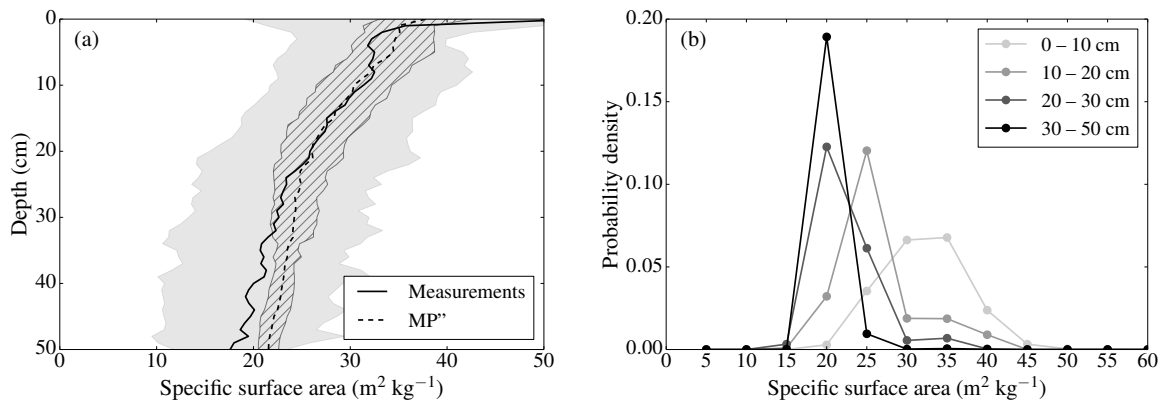 (a)
0
10
20
30
40
50
Depth (cm)
Measurements
MP”
0
10
20
30
40
50
Specific surface area (m² kg⁻¹)
(b)
0.20
0.15
0.10
0.05
0.00
Probability density
0 – 10 cm
10 – 20 cm
20 – 30 cm
30 – 50 cm
0
5
10
15
20
25
30
35
40
45
50
55
60
Specific surface area (m² kg⁻¹)